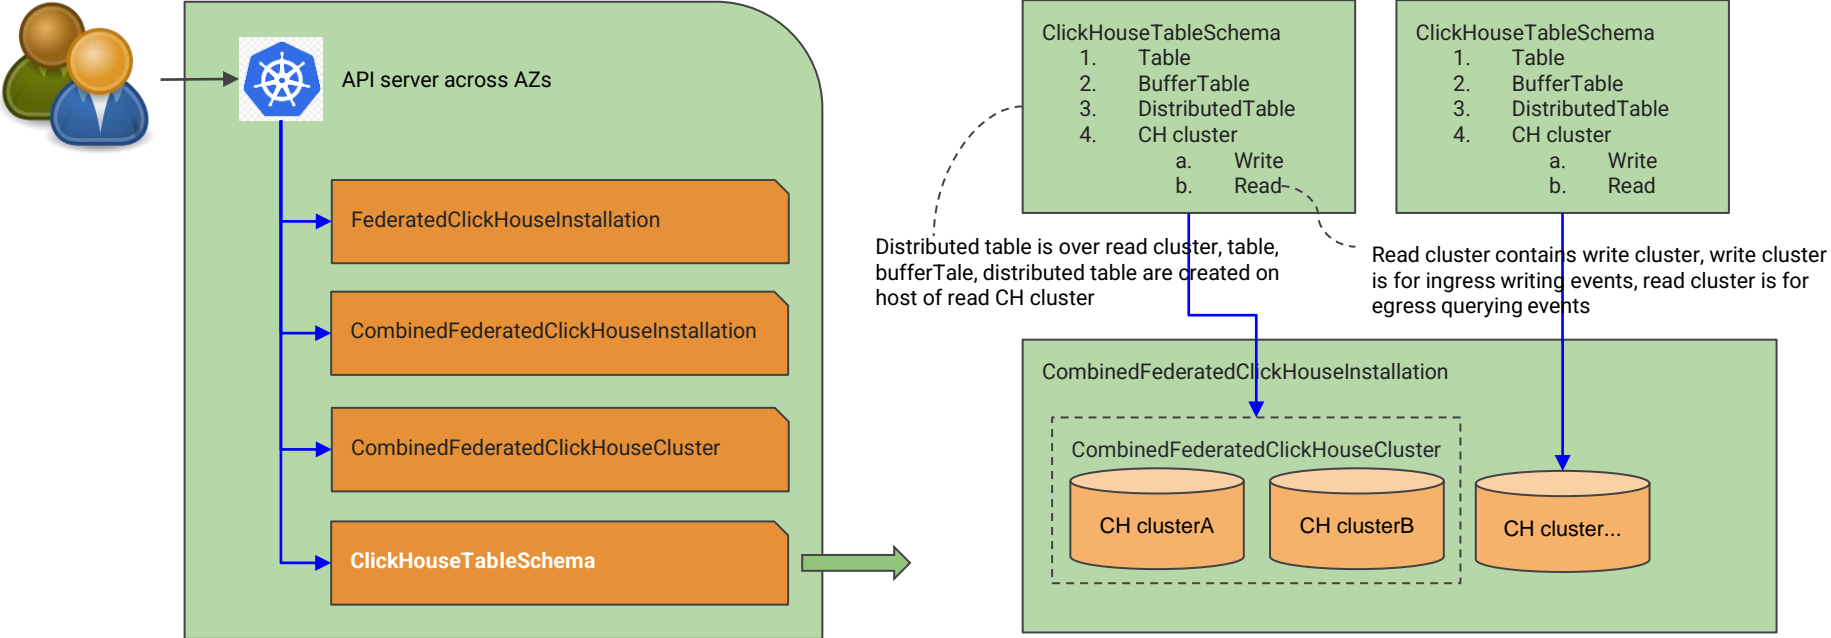 API server across AZs
FederatedClickHouseInstallation
CombinedFederatedClickHouseInstallation
CombinedFederatedClickHouseCluster
ClickHouseTableSchema
ClickHouseTableSchema
1. Table
2. BufferTable
3. DistributedTable
4. CH cluster
a. Write
b. Read
ClickHouseTableSchema
1. Table
2. BufferTable
3. DistributedTable
4. CH cluster
a. Write
b. Read
Distributed table is over read cluster, table,
bufferTale, distributed table are created on
host of read CH cluster
Read cluster contains write cluster, write cluster
is for ingress writing events, read cluster is for
egress querying events
CombinedFederatedClickHouseInstallation
CombinedFederatedClickHouseCluster
CH clusterA
CH clusterB
CH cluster...